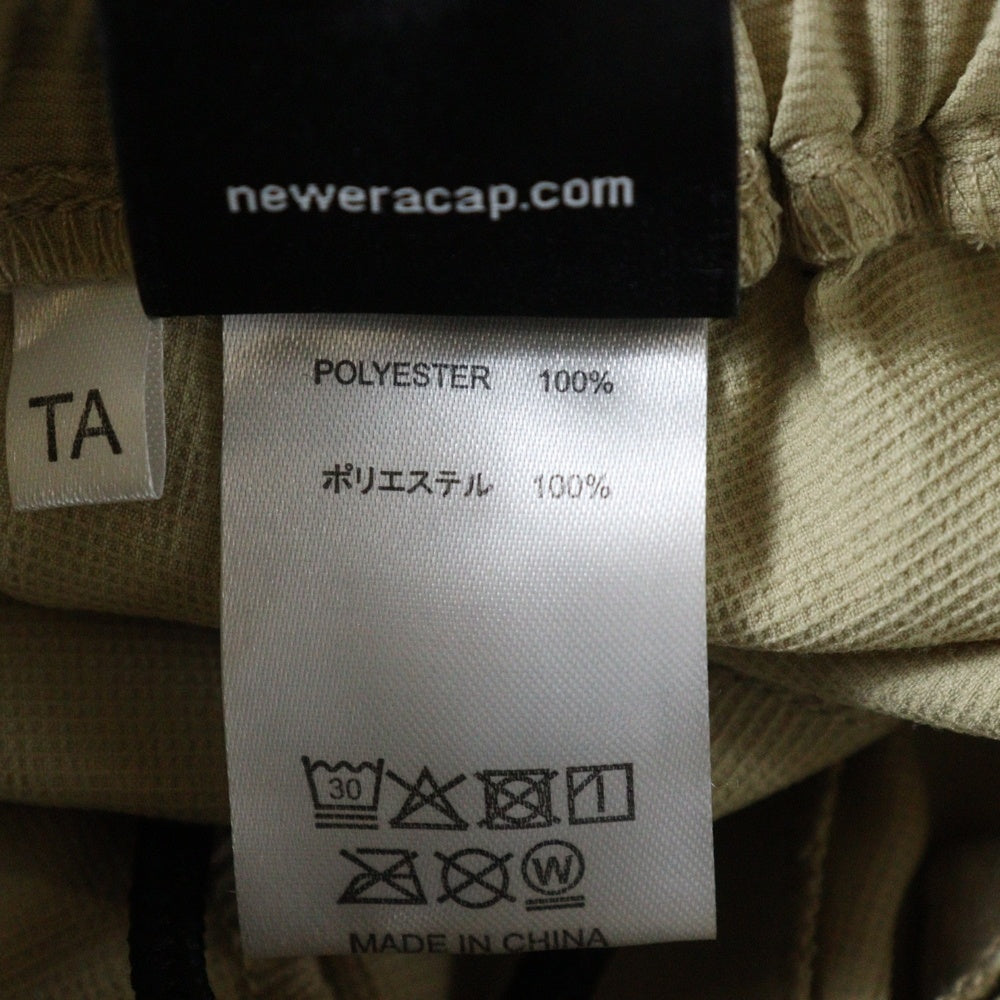 neweracap.com
TA
POLYESTER 100%
ポリエステル 100%
30
W
MADE IN CHINA